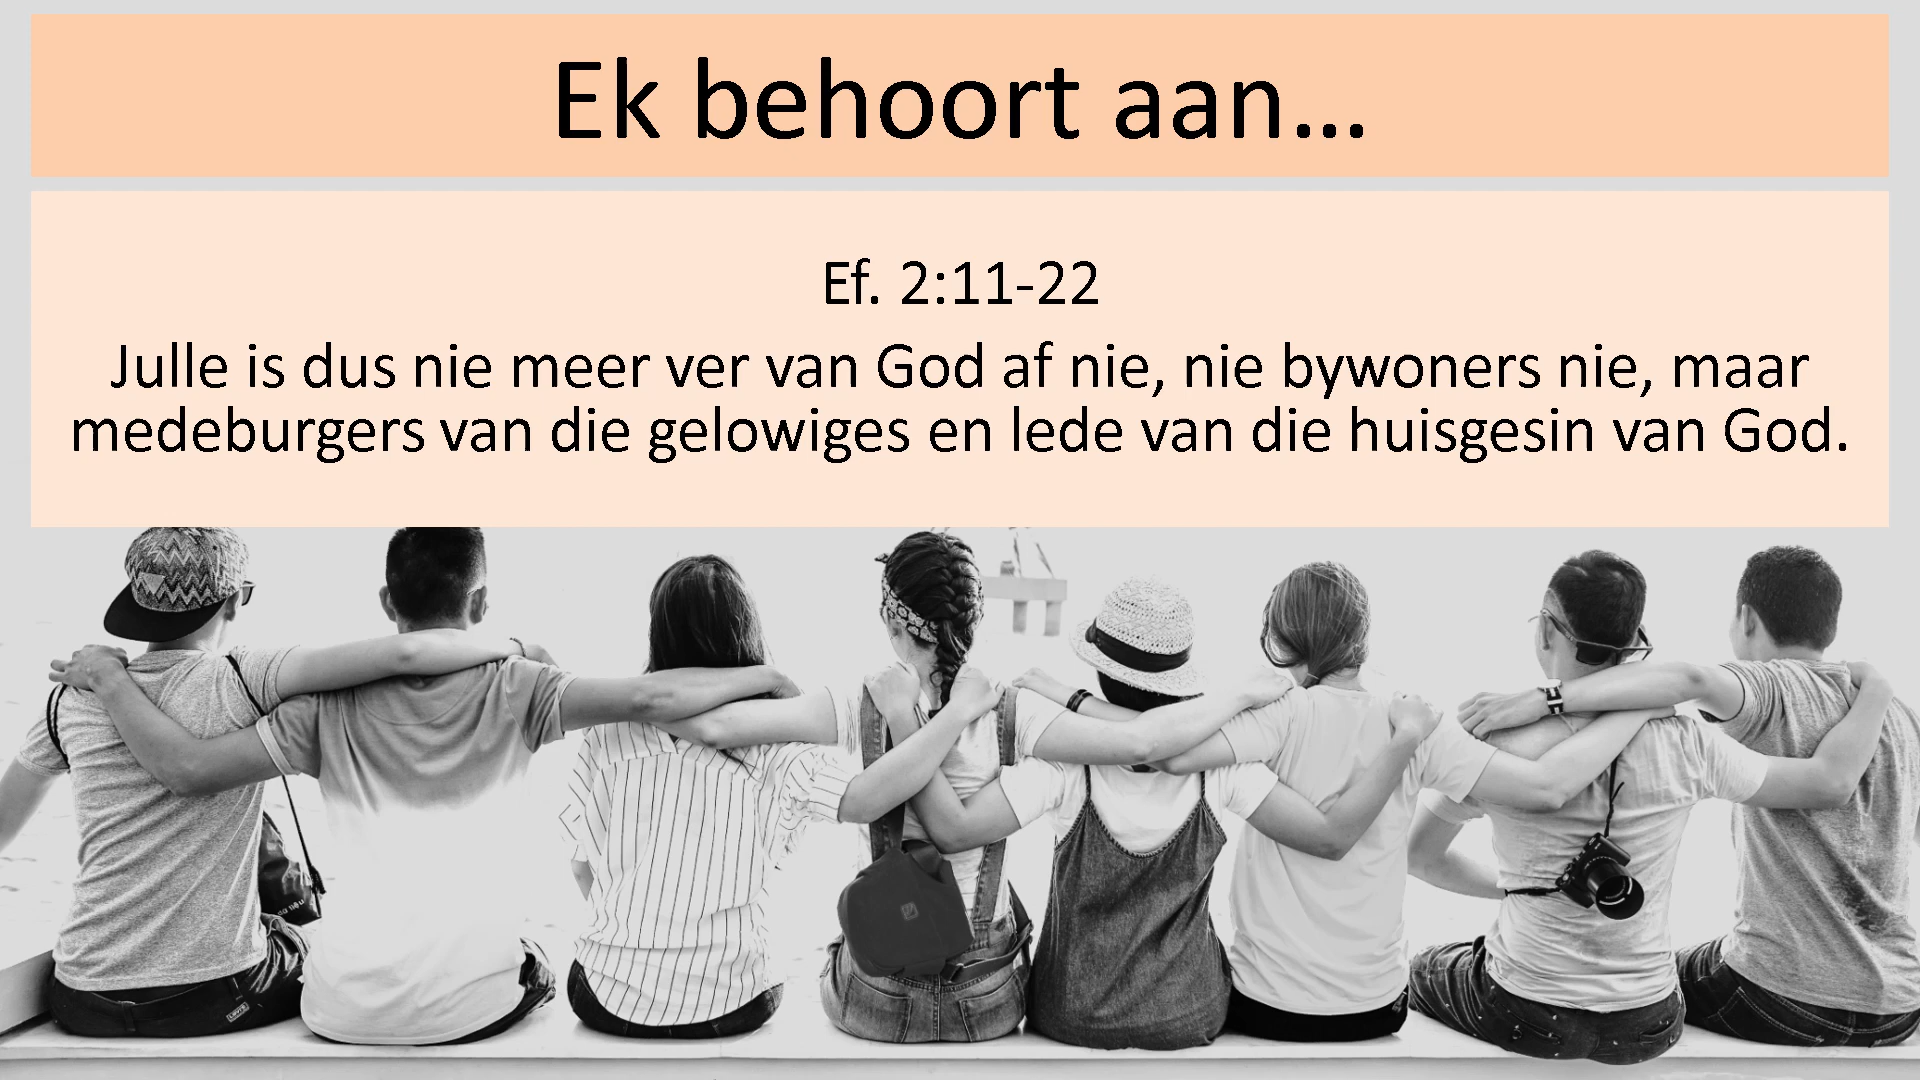 Ek behoort aan...
Ef. 2:11-22
Julle is dus nie meer ver van God af nie, nie bywoners nie, maar
medeburgers van die gelowiges en lede van die huisgesin van God.